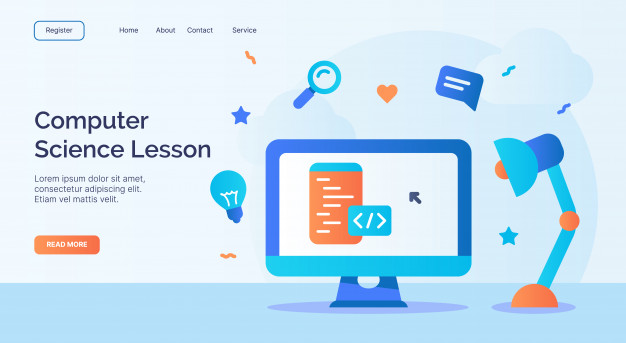 Register
Home
About
Contact
Service
Computer
Science Lesson
Lorem ipsum dolor sit amet,
consectetur adipiscing elit.
Etiam mattis velit.
READ MORE
</>